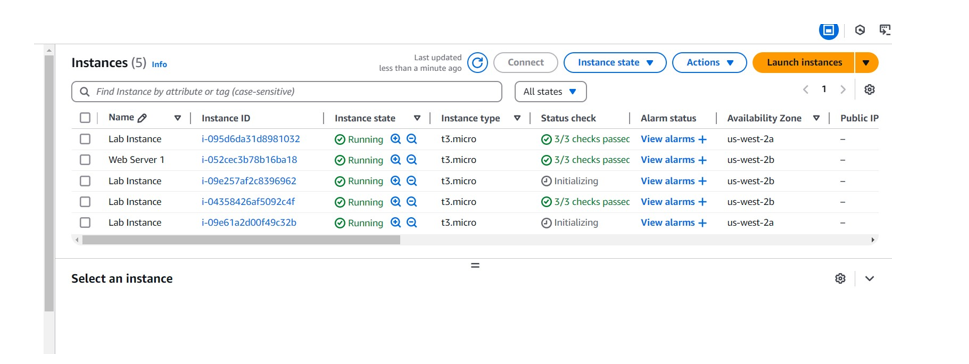 Instances (5) Info
Last updated
less than a minute ago
Connect
Instance state
Actions
Launch instances
Find Instance by attribute or tag (case-sensitive)
All states
1
Name Instance ID Instance state Instance type Status check Alarm status Availability Zone Public IP
Lab Instance i-095d6da31d8981032 Running t3.micro 3/3 checks passed View alarms + us-west-2a –
Web Server 1 i-052cec3b78b16ba18 Running t3.micro 3/3 checks passed View alarms + us-west-2b –
Lab Instance i-09e257af2c8396962 Running t3.micro Initializing View alarms + us-west-2b –
Lab Instance i-04358426af5092c4f Running t3.micro 3/3 checks passed View alarms + us-west-2b –
Lab Instance i-09e61a2d00f49c32b Running t3.micro Initializing View alarms + us-west-2a –
Select an instance